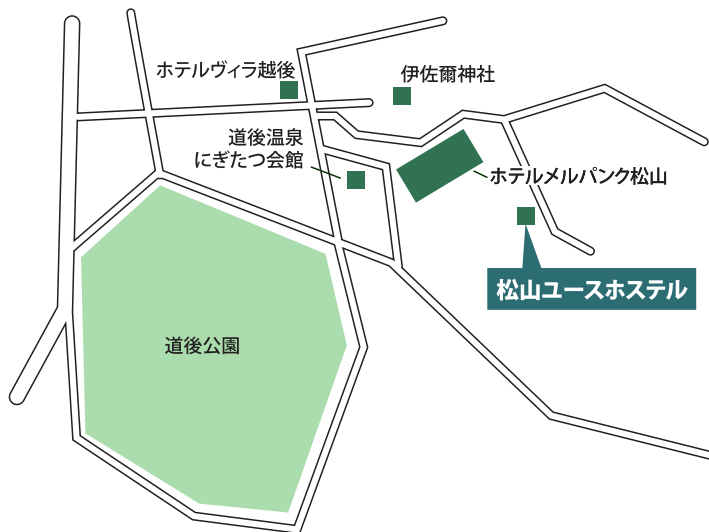 ホテルヴィラ越後
伊佐爾神社
道後温泉
にぎたつ会館
ホテルメルパンク松山
松山ユースホステル
道後公園